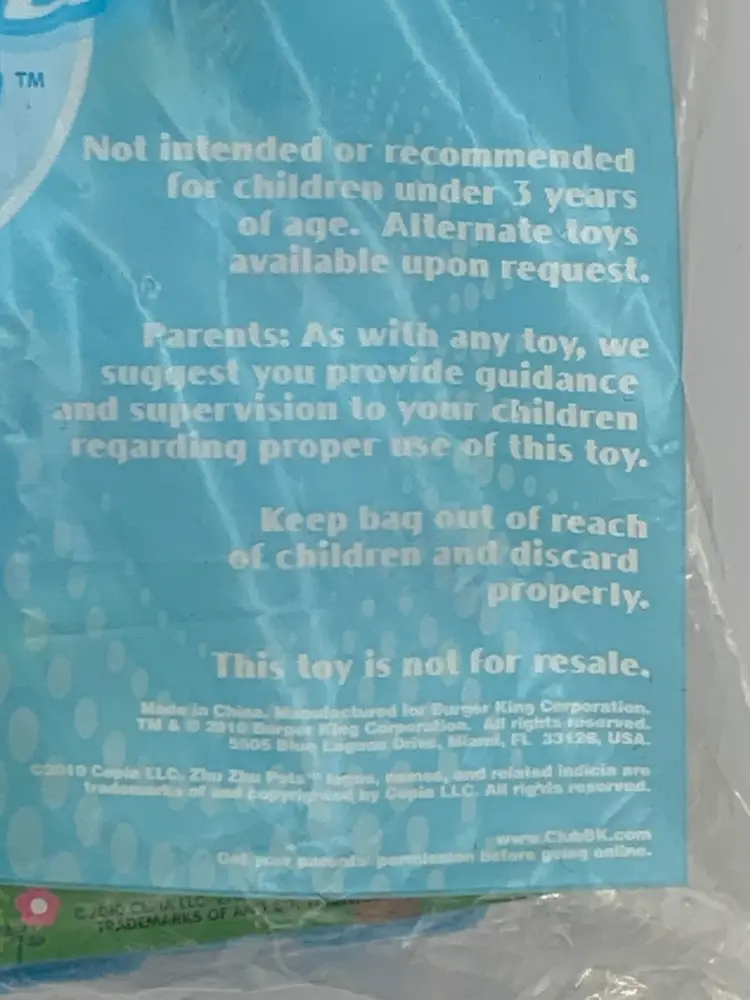 TM
Not intended or recommended
for children under 3 years
of age. Alternate toys
available upon request.
Parents: As with any toy, we
suggest you provide guidance
and supervision to your children
regarding proper use of this toy.
Keep bag out of reach
of children and discard
properly.
This toy is not for resale.
Made in China. Manufactured for Burger King Corporation.
TM & © 2010 Burger King Corporation. All rights reserved.
5505 Blue Lagoon Drive, Miami, FL 33126, USA.
©2010 Cepia LLC. Zhu Zhu Pets™ logos, names, and related indicia are
trademarks of and copyrighted by Cepia LLC. All rights reserved.
www.ClubBK.com
Get your parents' permission before going online.
©2010 CEPIA LLC
TRADEMARKS OF